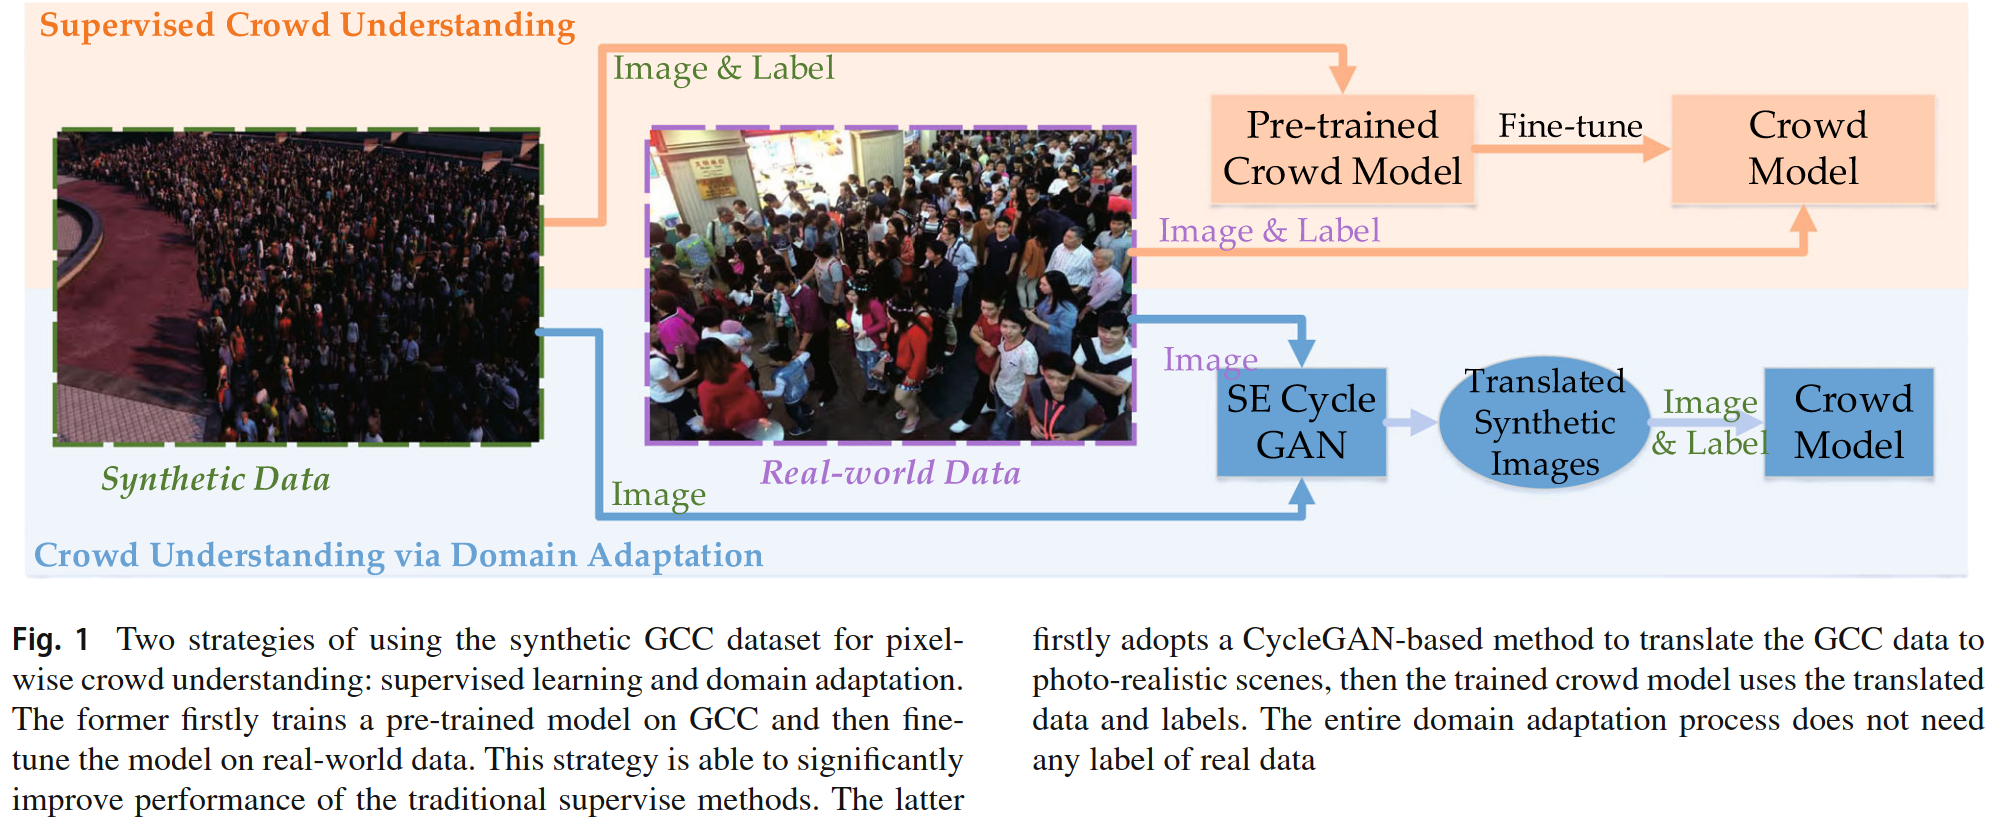 Supervised Crowd Understanding
Image & Label
Pre-trained
Crowd Model
Fine-tune
Crowd
Model
Image & Label
Synthetic Data
Real-world Data
Image
Image
SE Cycle
GAN
Translated
Synthetic
Images
Image
& Label
Crowd
Model
Crowd Understanding via Domain Adaptation
Fig. 1 Two strategies of using the synthetic GCC dataset for pixel-
wise crowd understanding: supervised learning and domain adaptation.
The former firstly trains a pre-trained model on GCC and then fine-
tune the model on real-world data. This strategy is able to significantly
improve performance of the traditional supervise methods. The latter
firstly adopts a CycleGAN-based method to translate the GCC data to
photo-realistic scenes, then the trained crowd model uses the translated
data and labels. The entire domain adaptation process does not need
any label of real data